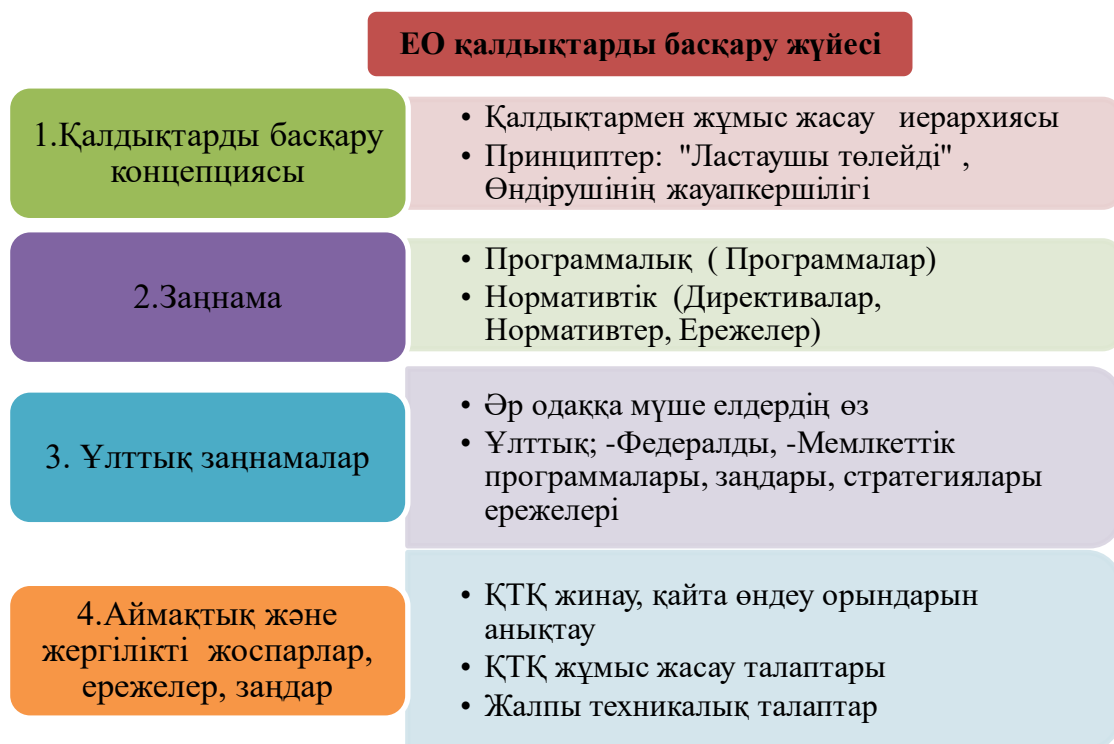 ЕО қалдықтарды басқару жүйесі
1.Қалдықтарды басқару
концепциясы
• Қалдықтармен жұмыс жасау иерархиясы
• Принциптер: "Ластаушы төлейді" ,
Өндірушінің жауапкершілігі
2.Заңнама
• Программалық ( Программалар)
• Нормативтік (Директивалар,
Нормативтер, Ережелер)
3. Ұлттық заңнамалар
• Әр одаққа мүше елдердің өз
• Ұлттық; -Федералды, -Мемлкеттік
программалары, заңдары, стратегиялары
ережелері
4.Аймақтық және
жергілікті жоспарлар,
ережелер, заңдар
• ҚТҚ жинау, қайта өңдеу орындарын
анықтау
• ҚТҚ жұмыс жасау талаптары
• Жалпы техникалық талаптар